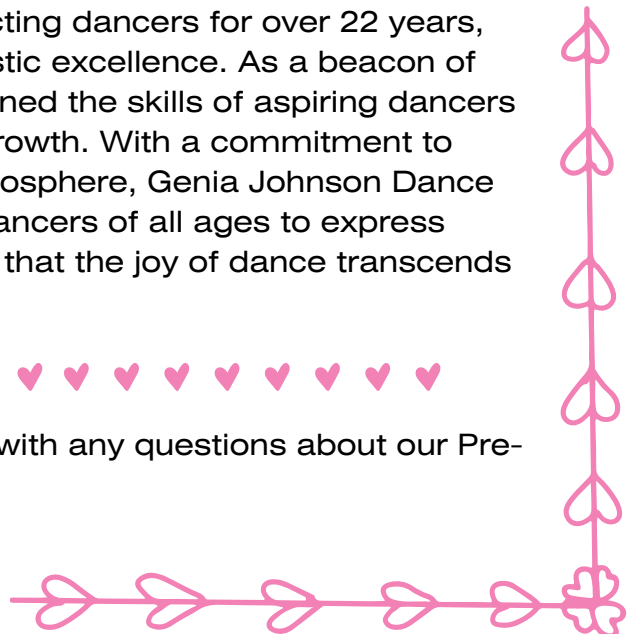 cting dancers for over 22 years,
stic excellence. As a beacon of
ned the skills of aspiring dancers
rowth. With a commitment to
osphere, Genia Johnson Dance
ancers of all ages to express
that the joy of dance transcends
with any questions about our Pre-